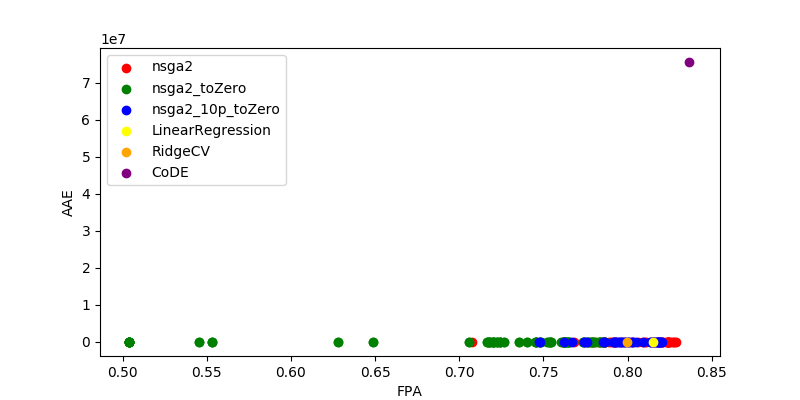 1e7
nsga2
nsga2_toZero
nsga2_10p_toZero
LinearRegression
RidgeCV
CoDE
7
6
5
4
3
2
1
0
AAE
0.50 0.55 0.60 0.65 0.70 0.75 0.80 0.85
FPA